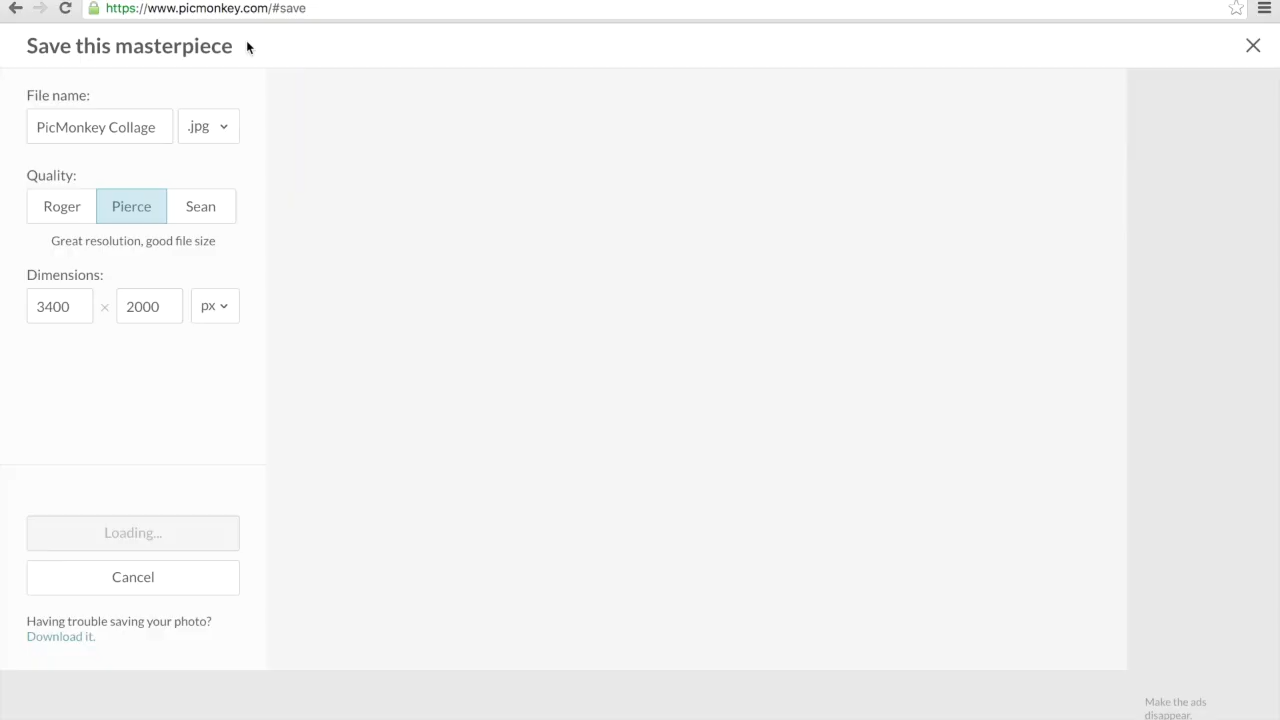 https://www.picmonkey.com/#save
Save this masterpiece
File name:
PicMonkey Collage .jpg
Quality:
Roger Pierce Sean
Great resolution, good file size
Dimensions:
3400 × 2000 px
Loading...
Cancel
Having trouble saving your photo?
Download it.
Make the ads
disappear.